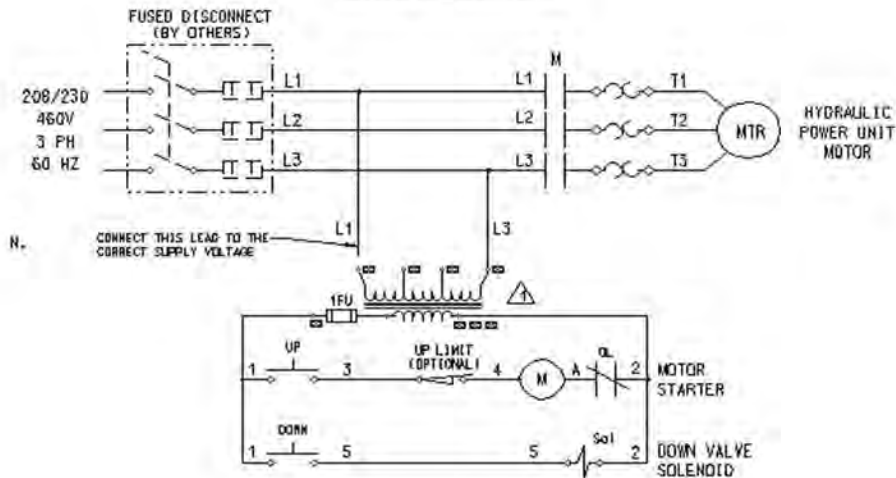 FUSED DISCONNECT
(BY OTHERS)
208/230
460V
3 PH
60 HZ
L1
L2
L3
M
L1
L2
L3
T1
T2
T3
MTR
HYDRAULIC
POWER UNIT
MOTOR
N.
CONNECT THIS LEAD TO THE
CORRECT SUPPLY VOLTAGE
L1
L3
1
1FU
UP
UP LIMIT
(OPTIONAL)
OL
1
3
4
M
A
2
MOTOR
STARTER
DOWN
Sol
1
5
5
2
DOWN VALVE
SOLENOID